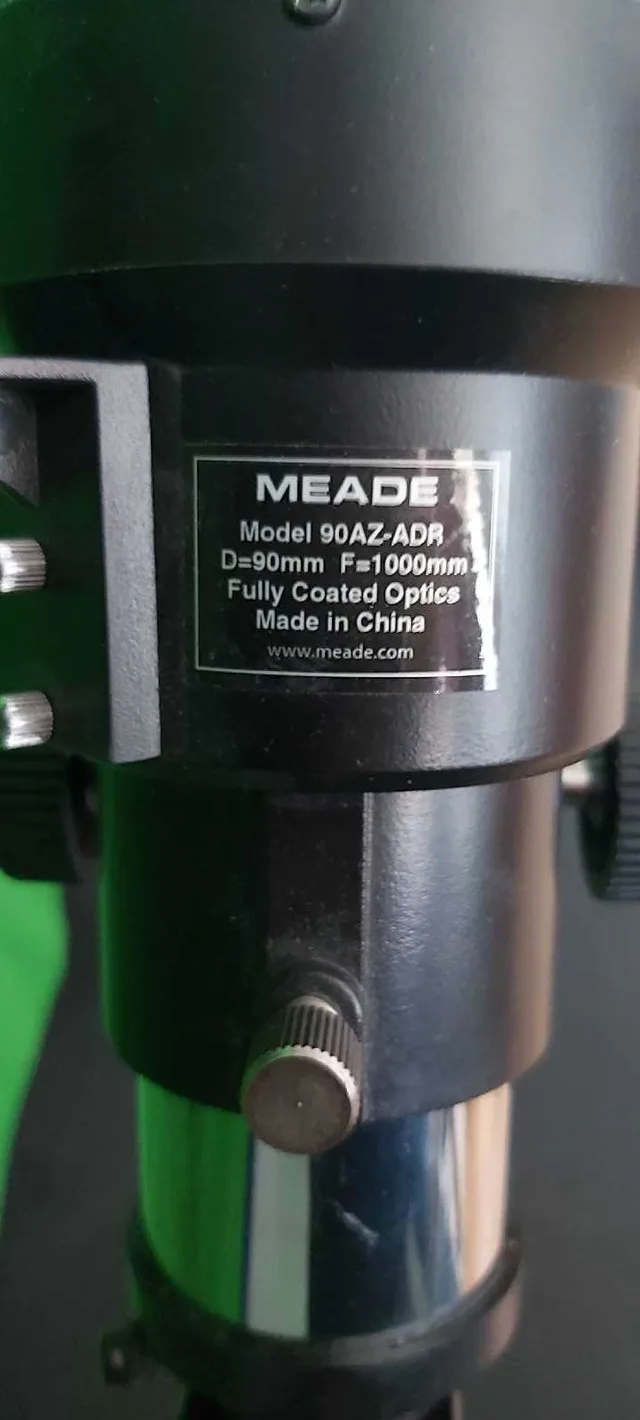 MEADE
Model 90AZ-ADR
D=90mm F=1000mm
Fully Coated Optics
Made in China
www.meade.com